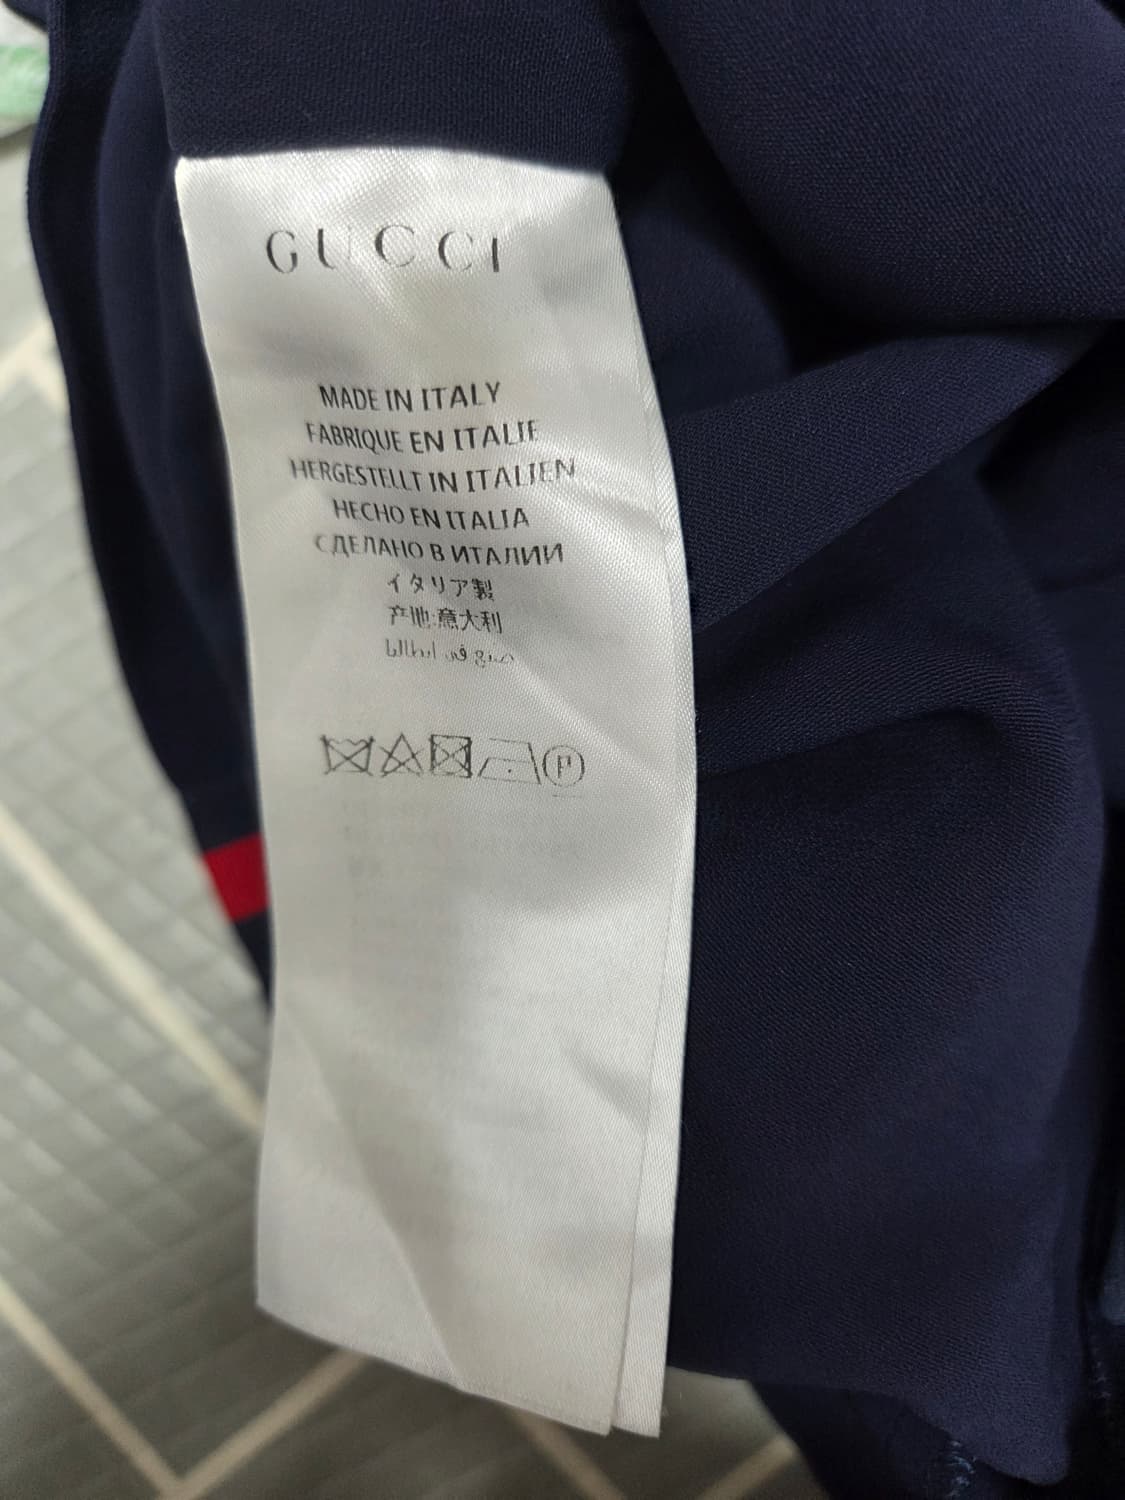 GUCCI
MADE IN ITALY
FABRIQUE EN ITALIE
HERGESTELLT IN ITALIEN
HECHO EN ITALIA
СДЕЛАНО В ИТАЛИИ
イタリア製
产地:意大利
صنع في ايطاليا
P